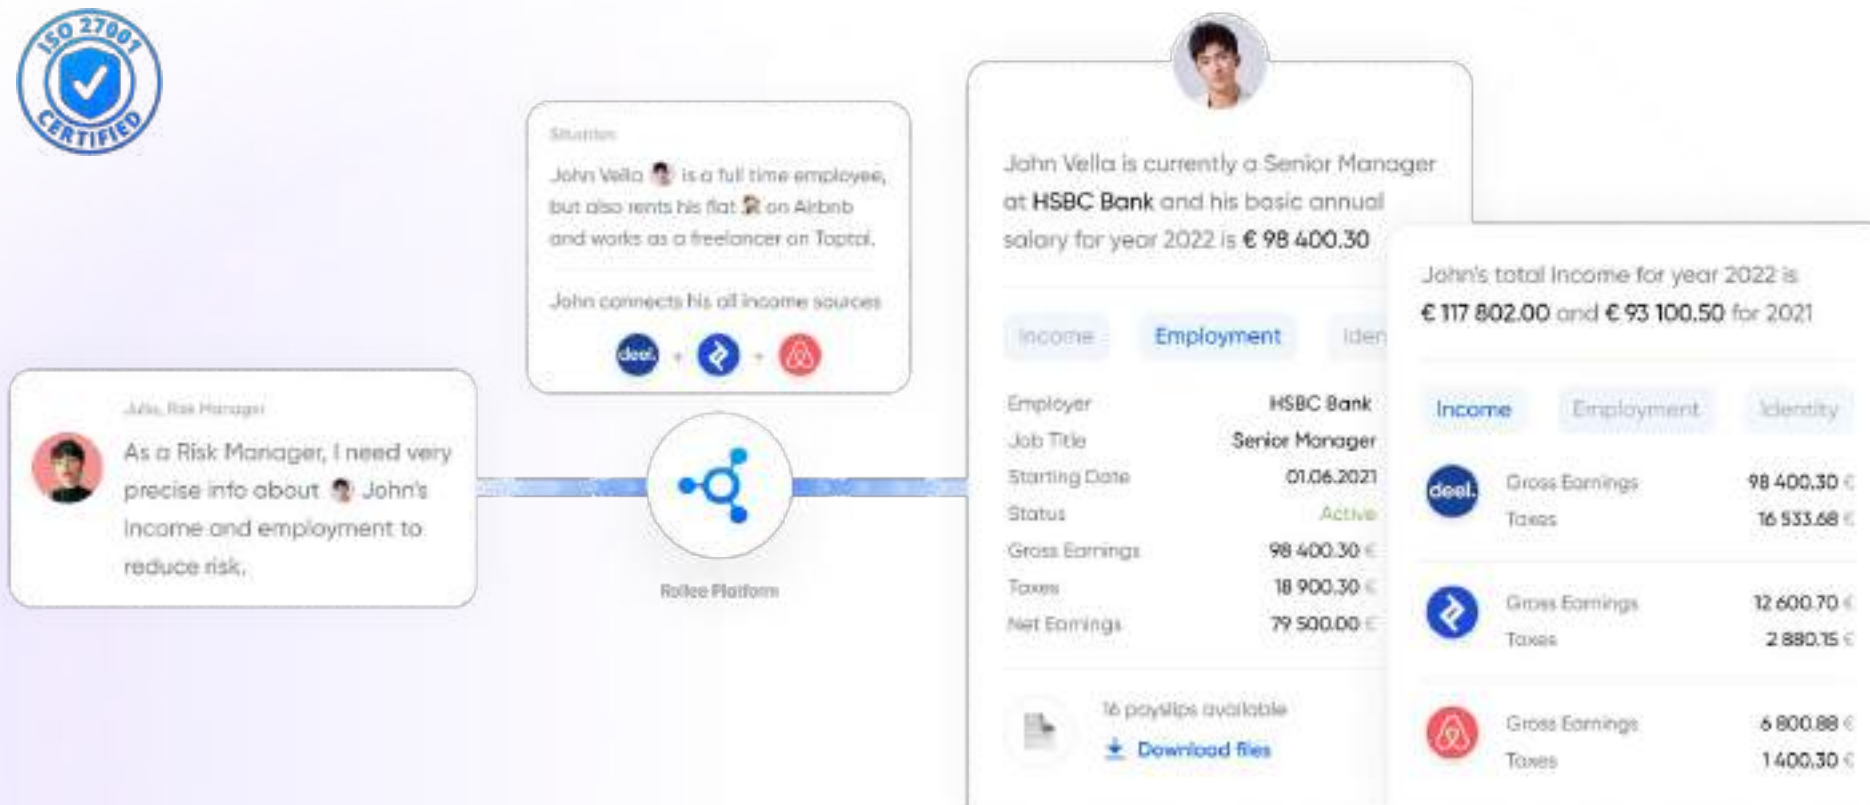 ISO 27001
CERTIFIED
Situation
John Vella is a full time employee,
but also rents his flat on Airbnb
and works as a freelancer on Toptal.
John connects his all income sources
deel. + +
Julia, Risk Manager
As a Risk Manager, I need very
precise info about John's
income and employment to
reduce risk.
Rollee Platform
John Vella is currently a Senior Manager
at HSBC Bank and his basic annual
salary for year 2022 is € 98 400.30
Income Employment Iden
Employer HSBC Bank
Job Title Senior Manager
Starting Date 01.06.2021
Status Active
Gross Earnings 98 400.30 €
Taxes 18 900.30 €
Net Earnings 79 500.00 €
16 payslips available
Download files
John's total Income for year 2022 is
€ 117 802.00 and € 93 100.50 for 2021
Income Employment Identity
deel. Gross Earnings 98 400.30 €
Taxes 16 533.68 €
Gross Earnings 12 600.70 €
Taxes 2 880.15 €
Gross Earnings 6 800.88 €
Taxes 1 400.30 €